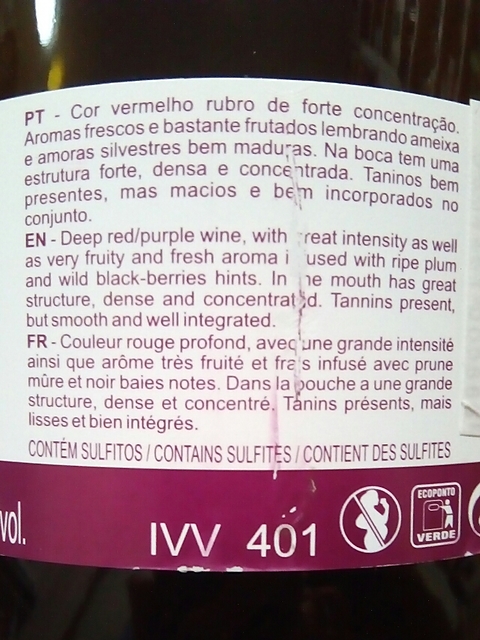 PT - Cor vermelho rubro de forte concentração.
Aromas frescos e bastante frutados lembrando ameixa
e amoras silvestres bem maduras. Na boca tem uma
estrutura forte, densa e concentrada. Taninos bem
presentes, mas macios e bem incorporados no
conjunto.
EN - Deep red/purple wine, with great intensity as well
as very fruity and fresh aroma infused with ripe plum
and wild black-berries hints. In the mouth has great
structure, dense and concentrated. Tannins present,
but smooth and well integrated.
FR - Couleur rouge profond, avec une grande intensité
ainsi que arôme très fruité et frais infusé avec prune
mûre et noir baies notes. Dans la bouche a une grande
structure, dense et concentré. Tanins présents, mais
lisses et bien intégrés.
CONTÉM SULFITOS / CONTAINS SULFITES / CONTIENT DES SULFITES
vol.
IVV 401
ECOPONTO
VERDE